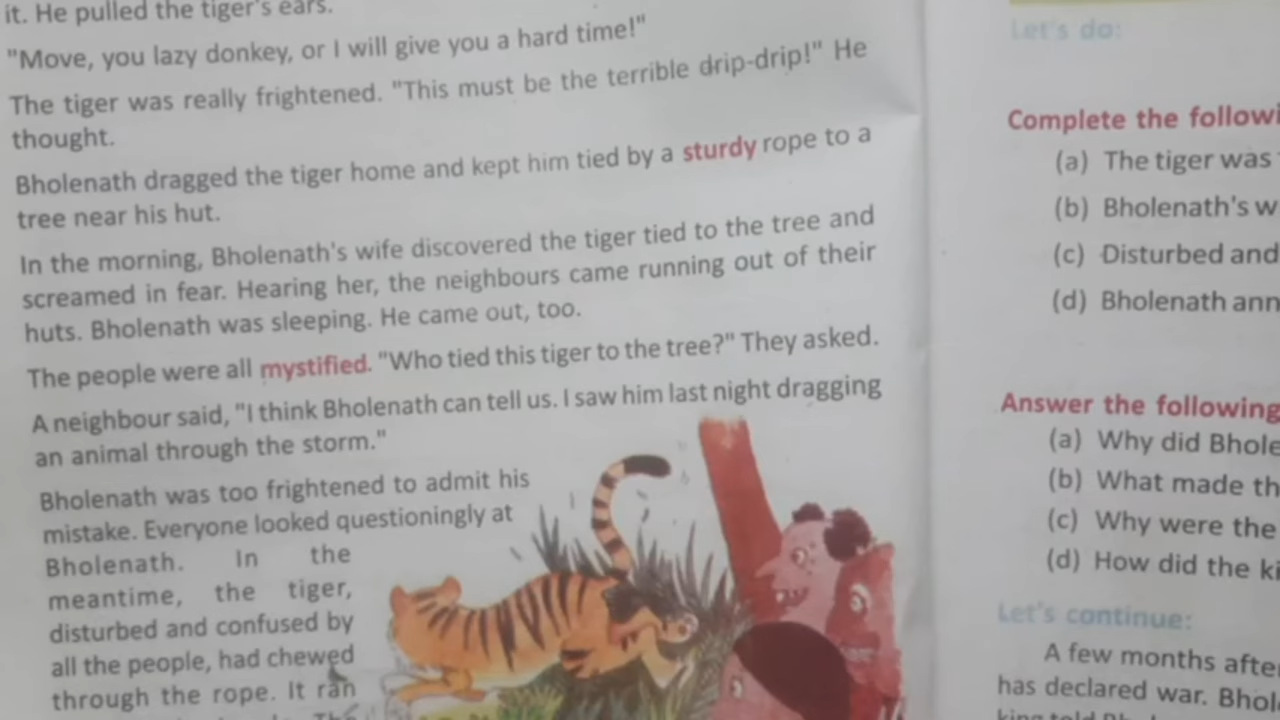 it. He pulled the tiger's ears.
"Move, you lazy donkey, or I will give you a hard time!"
The tiger was really frightened. "This must be the terrible drip-drip!" He
thought.
Bholenath dragged the tiger home and kept him tied by a sturdy rope to a
tree near his hut.
In the morning, Bholenath's wife discovered the tiger tied to the tree and
screamed in fear. Hearing her, the neighbours came running out of their
huts. Bholenath was sleeping. He came out, too.
The people were all mystified. "Who tied this tiger to the tree?" They asked.
A neighbour said, "I think Bholenath can tell us. I saw him last night dragging
an animal through the storm."
Bholenath was too frightened to admit his
mistake. Everyone looked questioningly at
Bholenath. In the
meantime, the tiger,
disturbed and confused by
all the people, had chewed
through the rope. It ran
Let's do:
Complete the followi
(a) The tiger was
(b) Bholenath's w
(c) Disturbed and
(d) Bholenath ann
Answer the following
(a) Why did Bhole
(b) What made th
(c) Why were the
(d) How did the ki
Let's continue:
A few months afte
has declared war. Bhol
king told